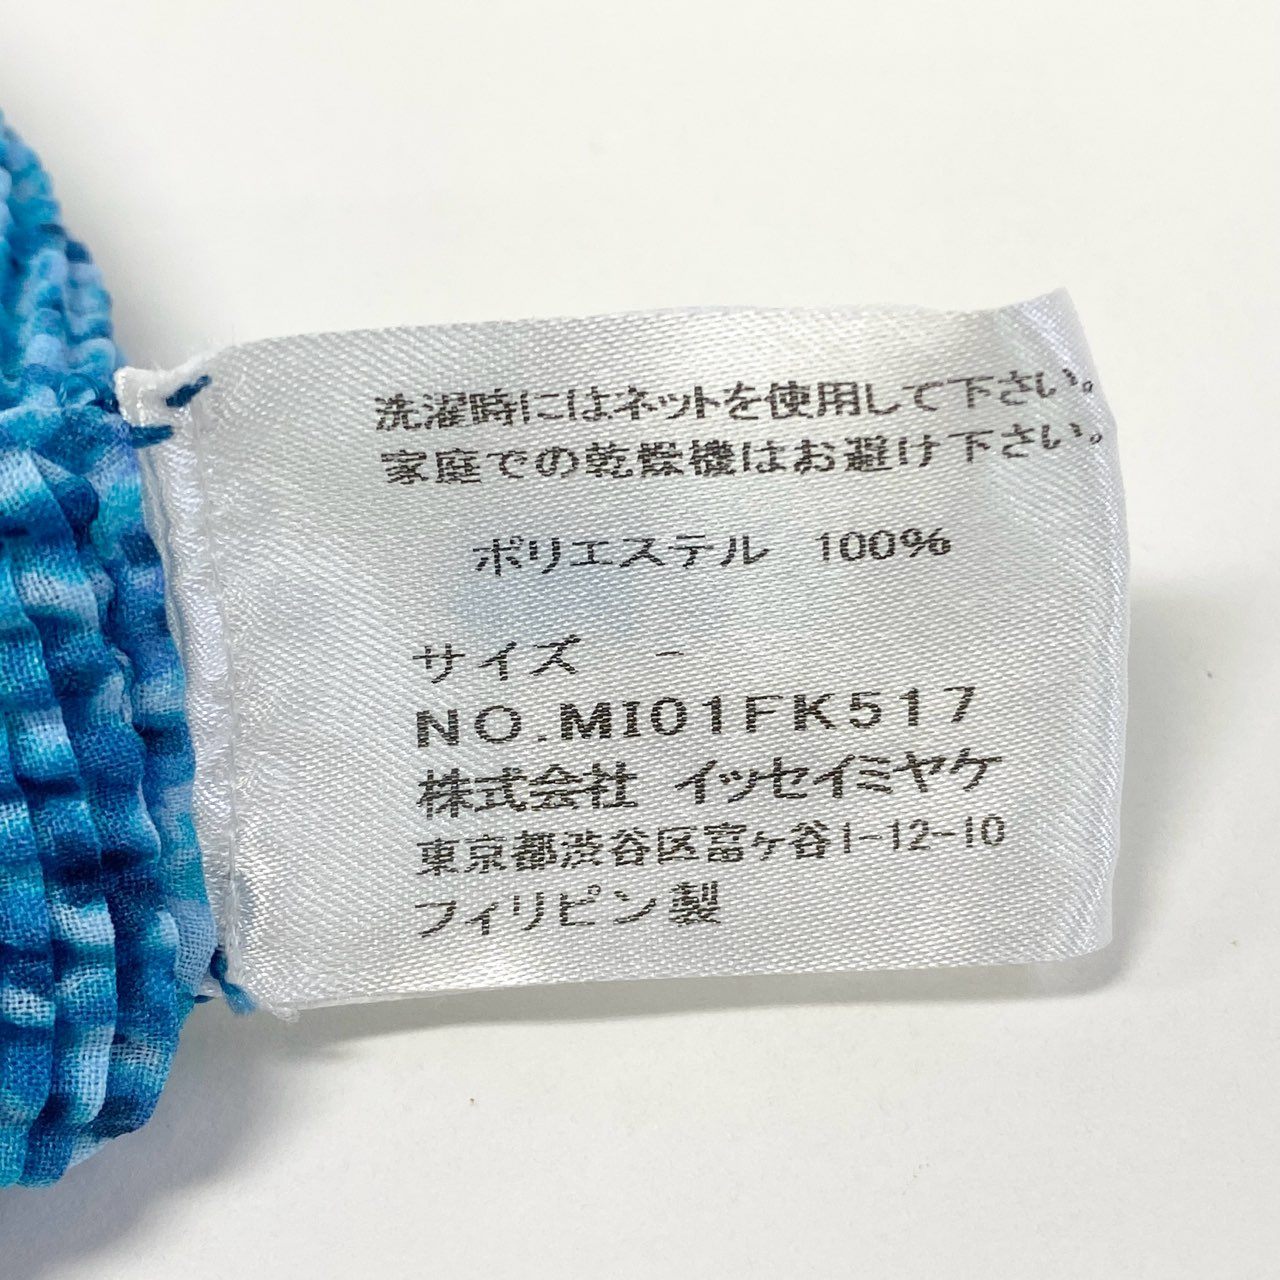 洗濯時にはネットを使用して下さい。
家庭での乾燥機はお避け下さい。
ポリエステル 100%
サイズ -
NO.MI01FK517
株式会社 イッセイミヤケ
東京都渋谷区富ヶ谷1-12-10
フィリピン製